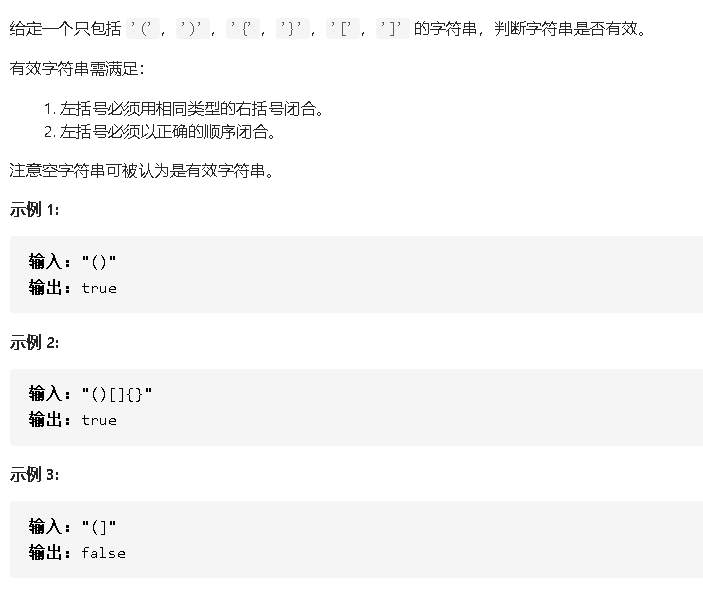 给定一个只包括 '(', ')', '{', '}', '[', ']' 的字符串，判断字符串是否有效。
有效字符串需满足：
1. 左括号必须用相同类型的右括号闭合。
2. 左括号必须以正确的顺序闭合。
注意空字符串可被认为是有效字符串。
示例 1:
输入: "()"
输出: true
示例 2:
输入: "()[]{}"
输出: true
示例 3:
输入: "(]"
输出: false